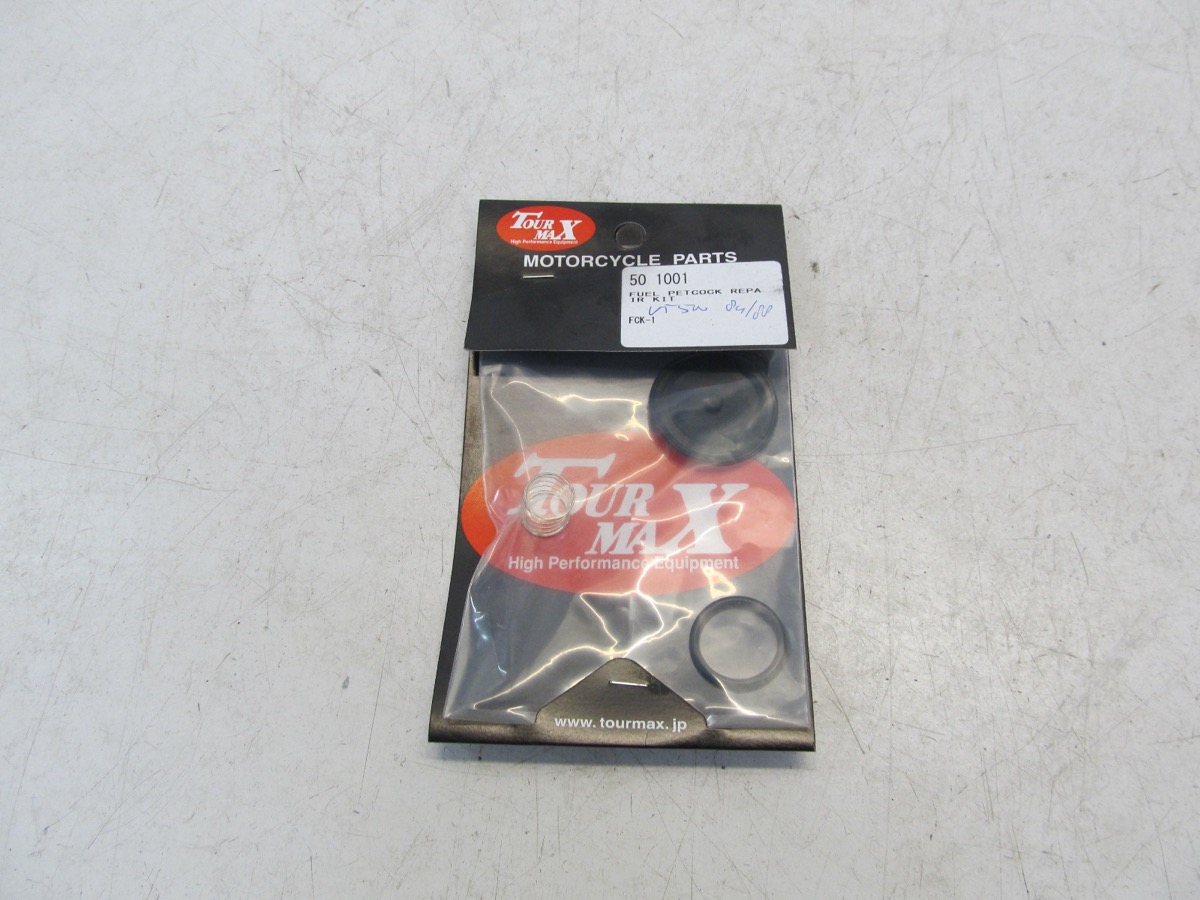 TOUR MAX
High Performance Equipment
MOTORCYCLE PARTS
50 1001
FUEL PETCOCK REPA
IR KIT
FCK-1
TOUR
MAX
High Performance Equipment
www.tourmax.jp